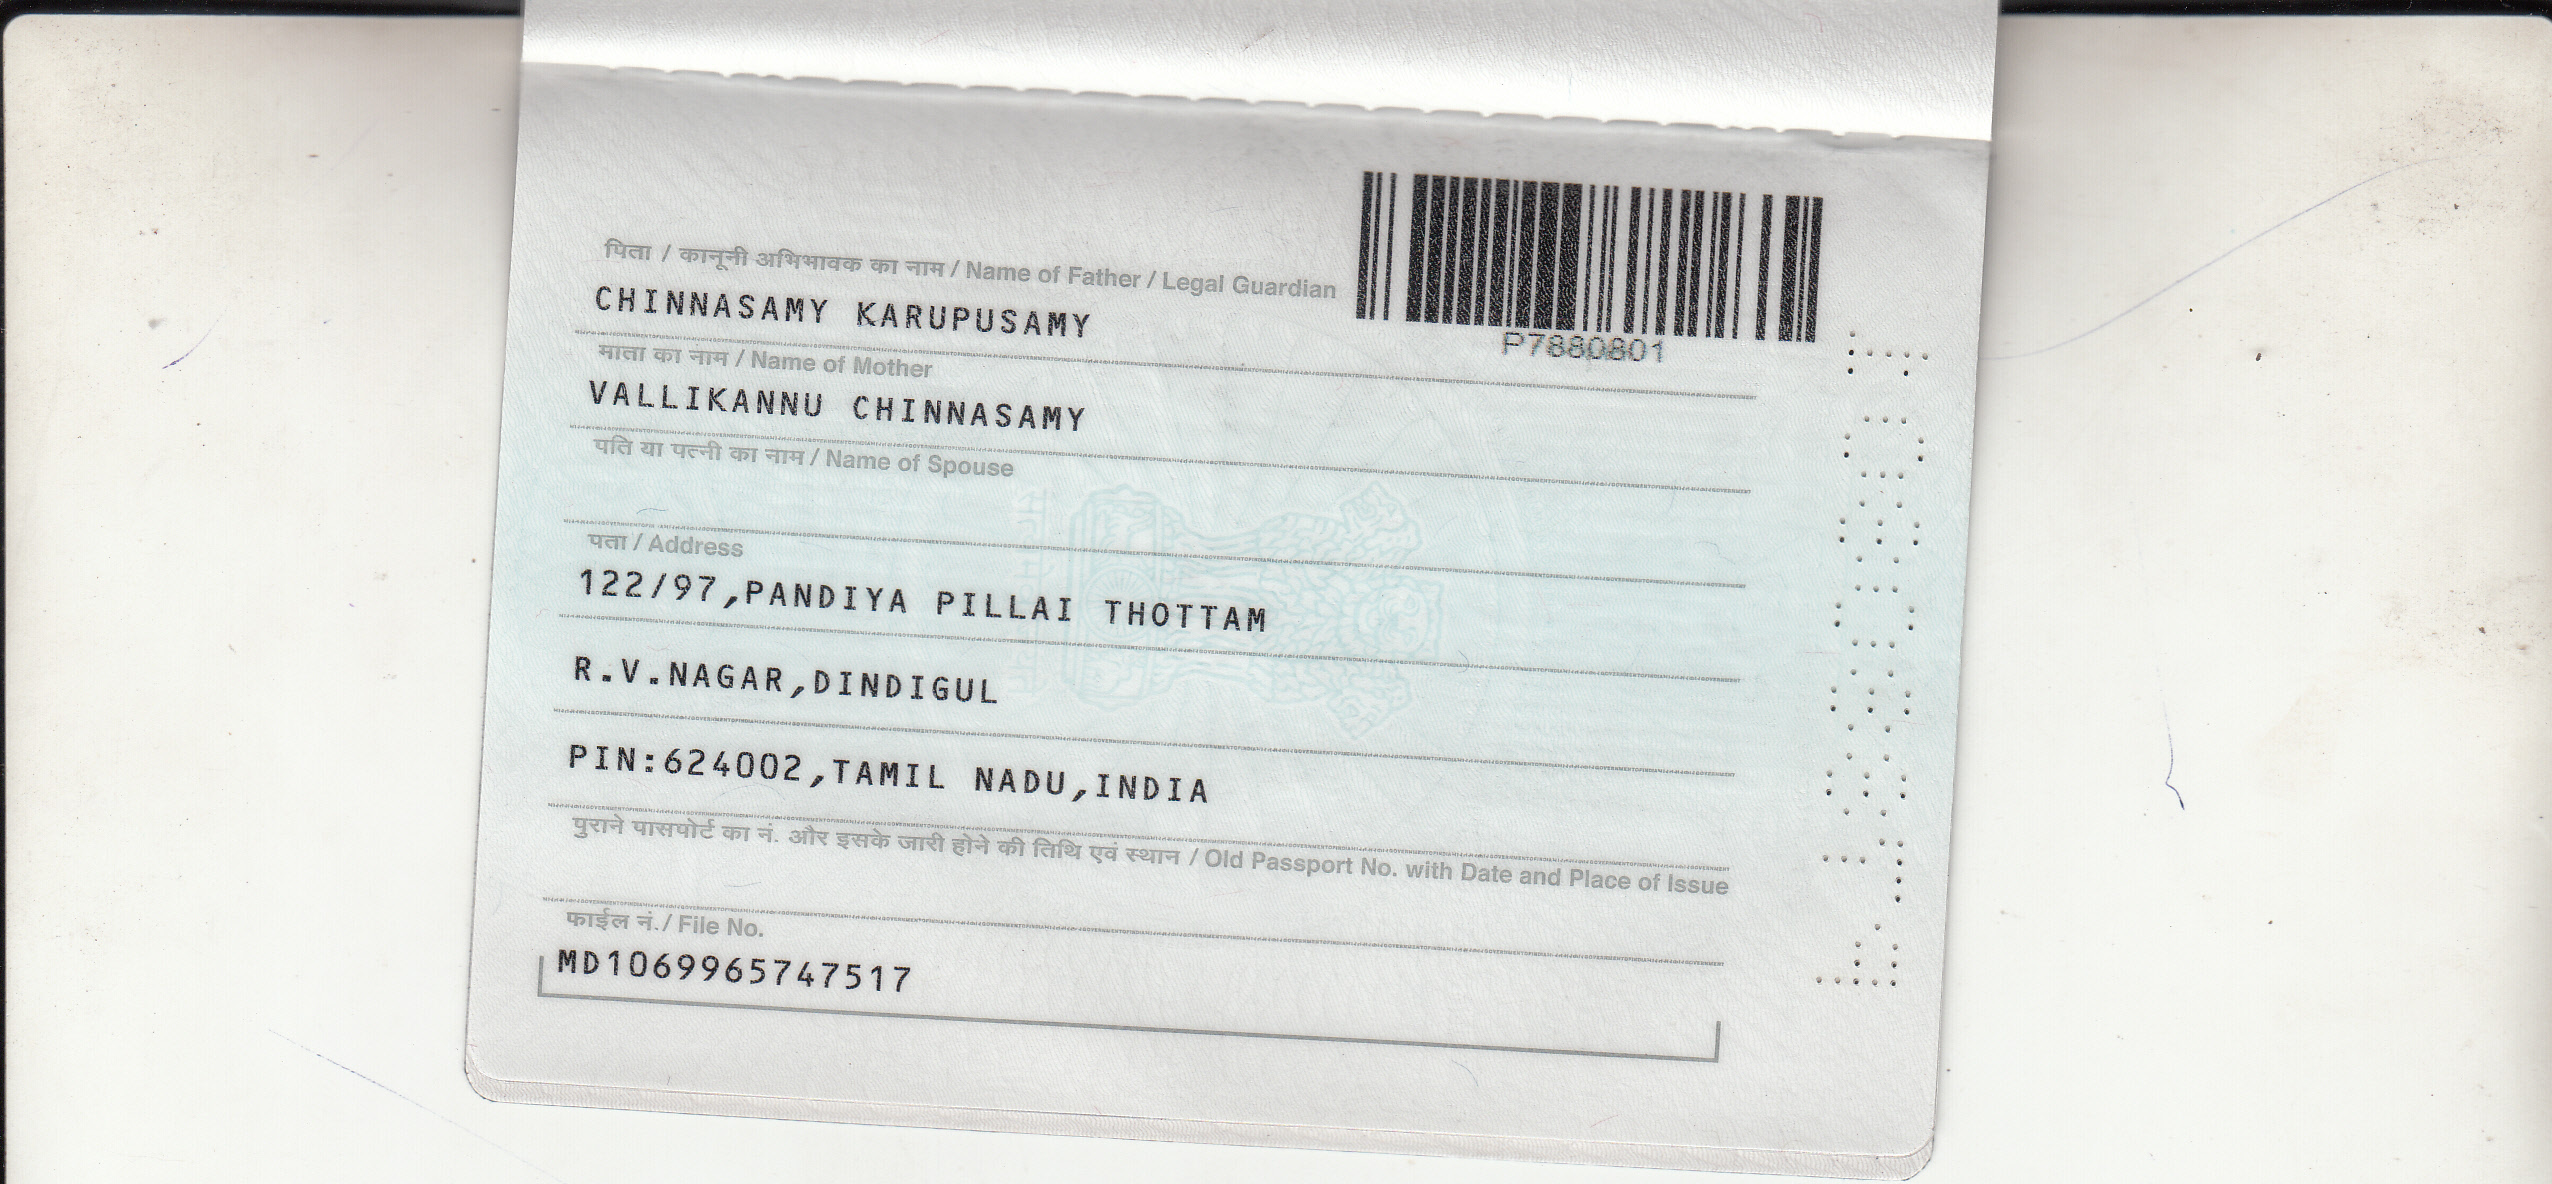 पिता / कानूनी अभिभावक का नाम / Name of Father / Legal Guardian
CHINNASAMY KARUPUSAMY
P7880801
माता का नाम / Name of Mother
VALLIKANNU CHINNASAMY
पति या पत्नी का नाम / Name of Spouse
पता / Address
122/97,PANDIYA PILLAI THOTTAM
R.V.NAGAR,DINDIGUL
PIN:624002,TAMIL NADU,INDIA
पुराने पासपोर्ट का नं. और इसके जारी होने की तिथि एवं स्थान / Old Passport No. with Date and Place of Issue
फाईल नं./ File No.
MD1069965747517
P7880801